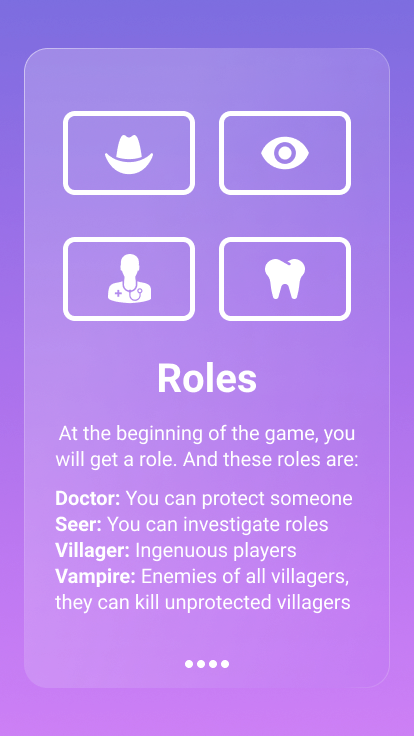 Roles
At the beginning of the game, you
will get a role. And these roles are:
Doctor: You can protect someone
Seer: You can investigate roles
Villager: Ingenuous players
Vampire: Enemies of all villagers,
they can kill unprotected villagers